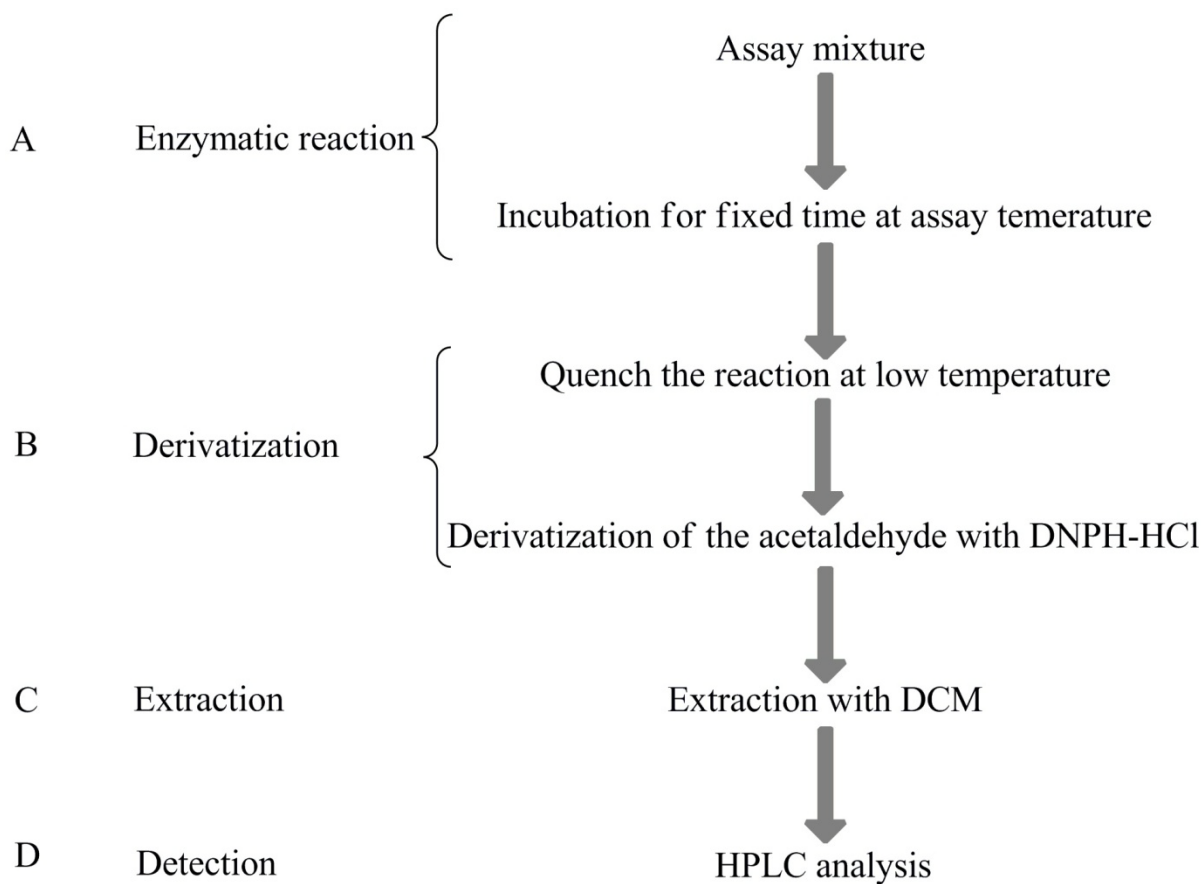 Assay mixture
A Enzymatic reaction
Incubation for fixed time at assay temerature
Quench the reaction at low temperature
B Derivatization
Derivatization of the acetaldehyde with DNPH-HCl
C Extraction Extraction with DCM
D Detection HPLC analysis